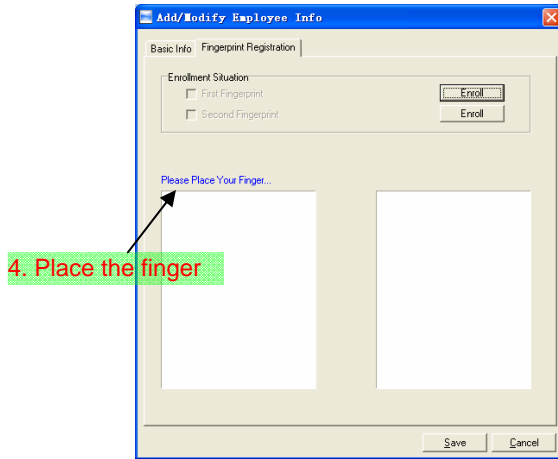 Add/Modify Employee Info
Basic Info Fingerprint Registration
Enrollment Situation
First Fingerprint Enroll
Second Fingerprint Enroll
Please Place Your Finger...
4. Place the finger
Save Cancel